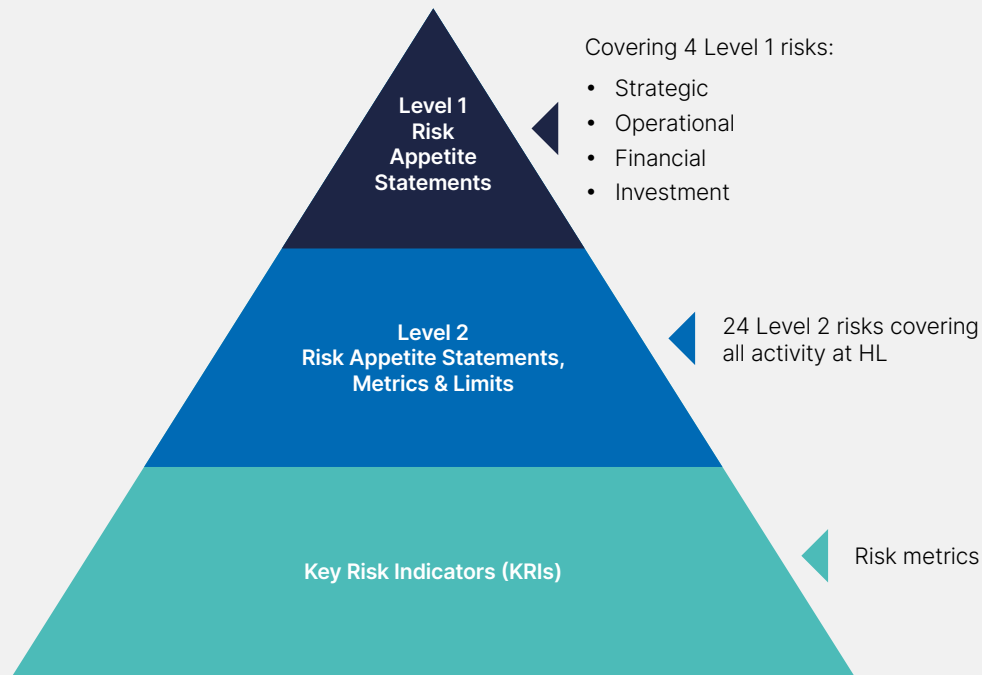 Level 1
Risk
Appetite
Statements
Covering 4 Level 1 risks:
• Strategic
• Operational
• Financial
• Investment
Level 2
Risk Appetite Statements,
Metrics & Limits
24 Level 2 risks covering
all activity at HL
Key Risk Indicators (KRIs)
Risk metrics